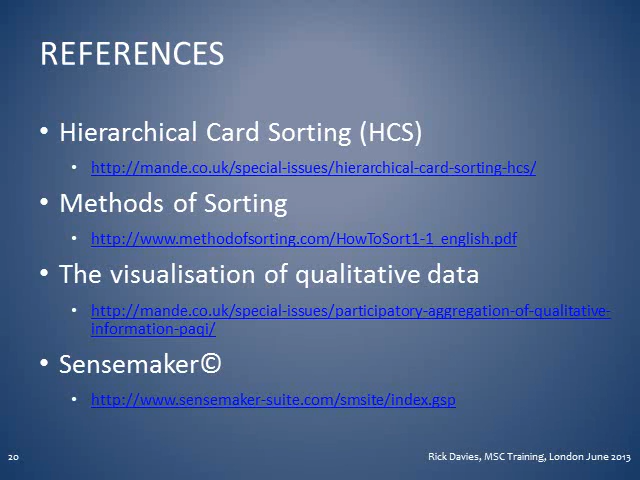 REFERENCES
• Hierarchical Card Sorting (HCS)
• http://mande.co.uk/special-issues/hierarchical-card-sorting-hcs/
• Methods of Sorting
• http://www.methodofsorting.com/HowToSort1-1_english.pdf
• The visualisation of qualitative data
• http://mande.co.uk/special-issues/participatory-aggregation-of-qualitative-
information-paqi/
• Sensemaker©
• http://www.sensemaker-suite.com/smsite/index.gsp
20
Rick Davies, MSC Training, London June 2013